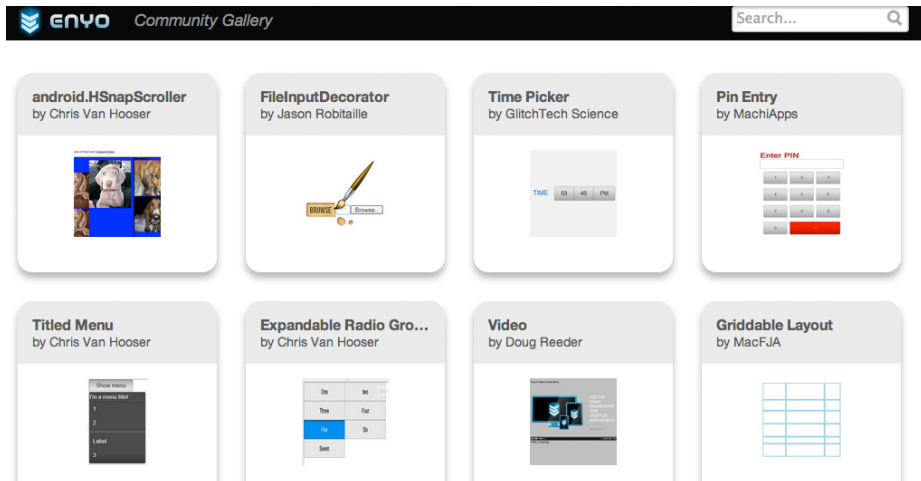 ENYO Community Gallery
Search...
android.HSnapScroller
by Chris Van Hooser
FileInputDecorator
by Jason Robitaille
Time Picker
by GlitchTech Science
Pin Entry
by MachiApps
BROWSE Browse...
TIME 03 40 PM
Enter PIN
Titled Menu
by Chris Van Hooser
Expandable Radio Gro...
by Chris Van Hooser
Video
by Doug Reeder
Griddable Layout
by MacFJA
Show menu
I'm a menu title!
1
2
Label
3
One two
Three Four
Five Six
Seven